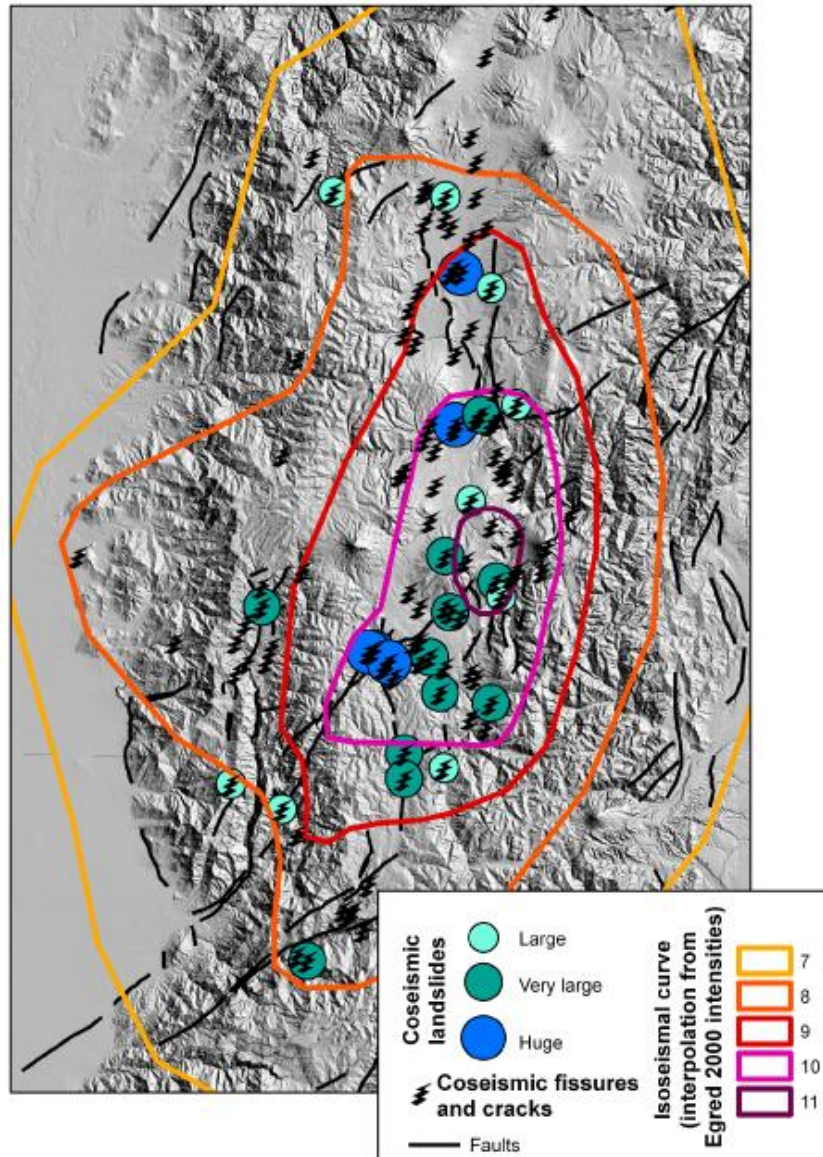 Coseismic
landslides
Large
Very large
Huge
Coseismic fissures
and cracks
Faults
Isoseismal curve
(interpolation from
Egred 2000 intensities)
7
8
9
10
11